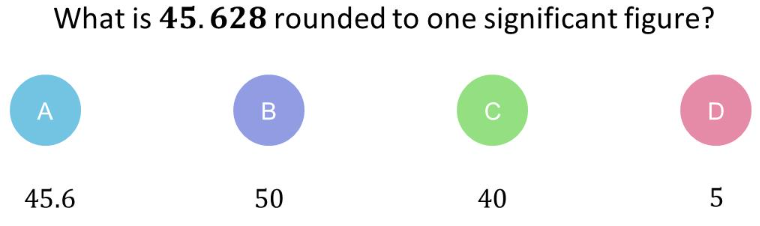 What is 45.628 rounded to one significant figure?
A B C D
45.6 50 40 5